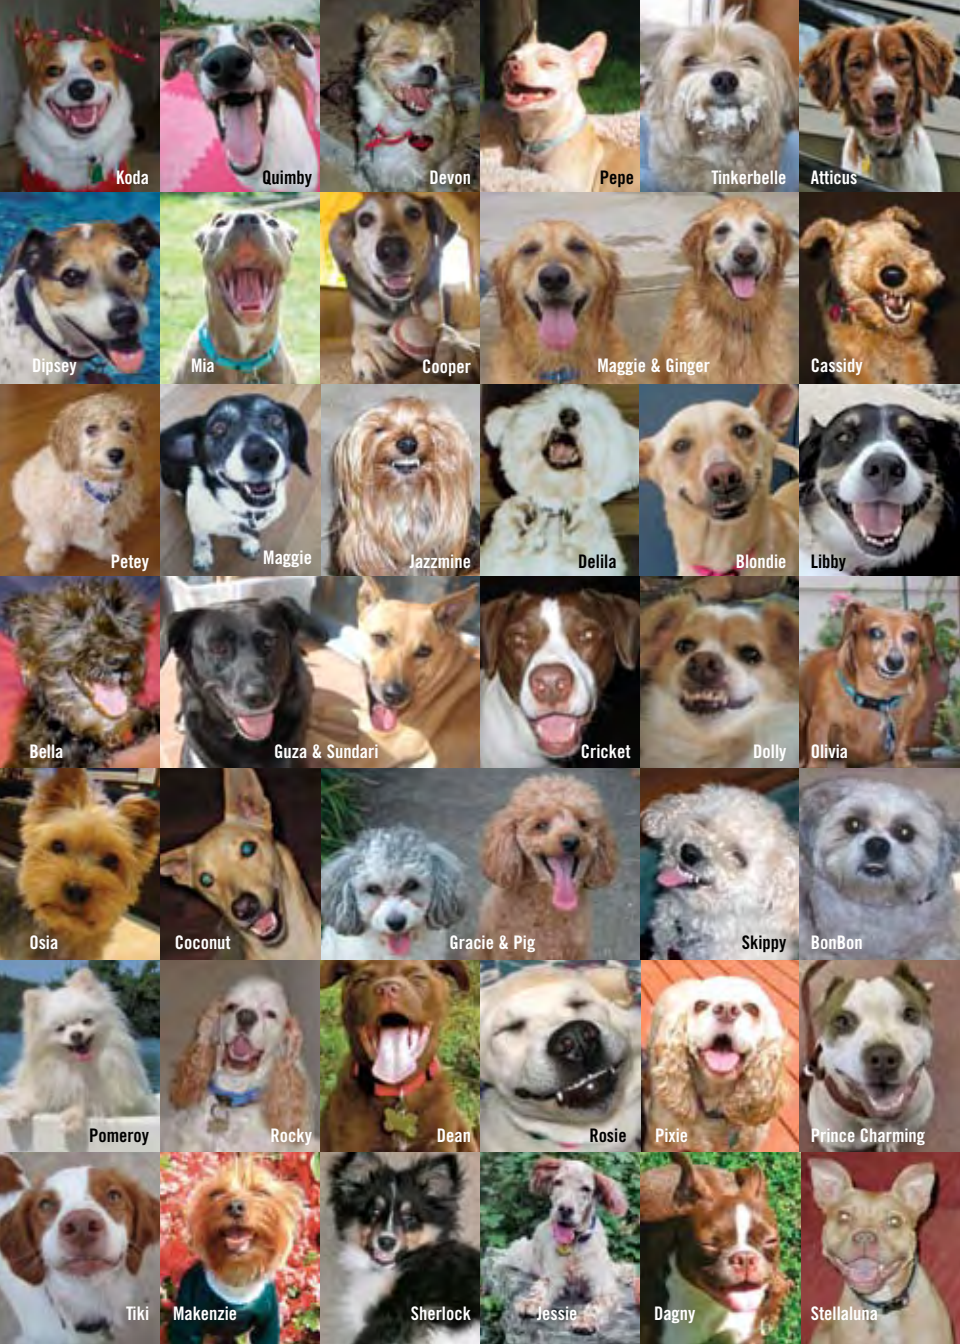 Koda
Quimby
Devon
Pepe
Tinkerbelle
Atticus
Dipsey
Mia
Cooper
Maggie & Ginger
Cassidy
Petey
Maggie
Jazzmine
Delila
Blondie
Libby
Bella
Guza & Sundari
Cricket
Dolly
Olivia
Osia
Coconut
Gracie & Pig
Skippy
BonBon
Pomeroy
Rocky
Dean
Rosie
Pixie
Prince Charming
Tiki
Makenzie
Sherlock
Jessie
Dagny
Stellaluna